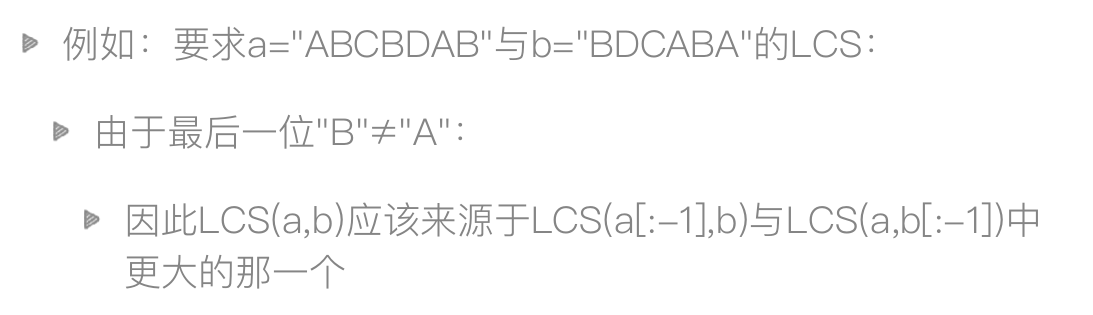 例如：要求a="ABCBDAB"与b="BDCABA"的LCS：
由于最后一位"B"≠"A"：
因此LCS(a,b)应该来源于LCS(a[:-1],b)与LCS(a,b[:-1])中
更大的那一个